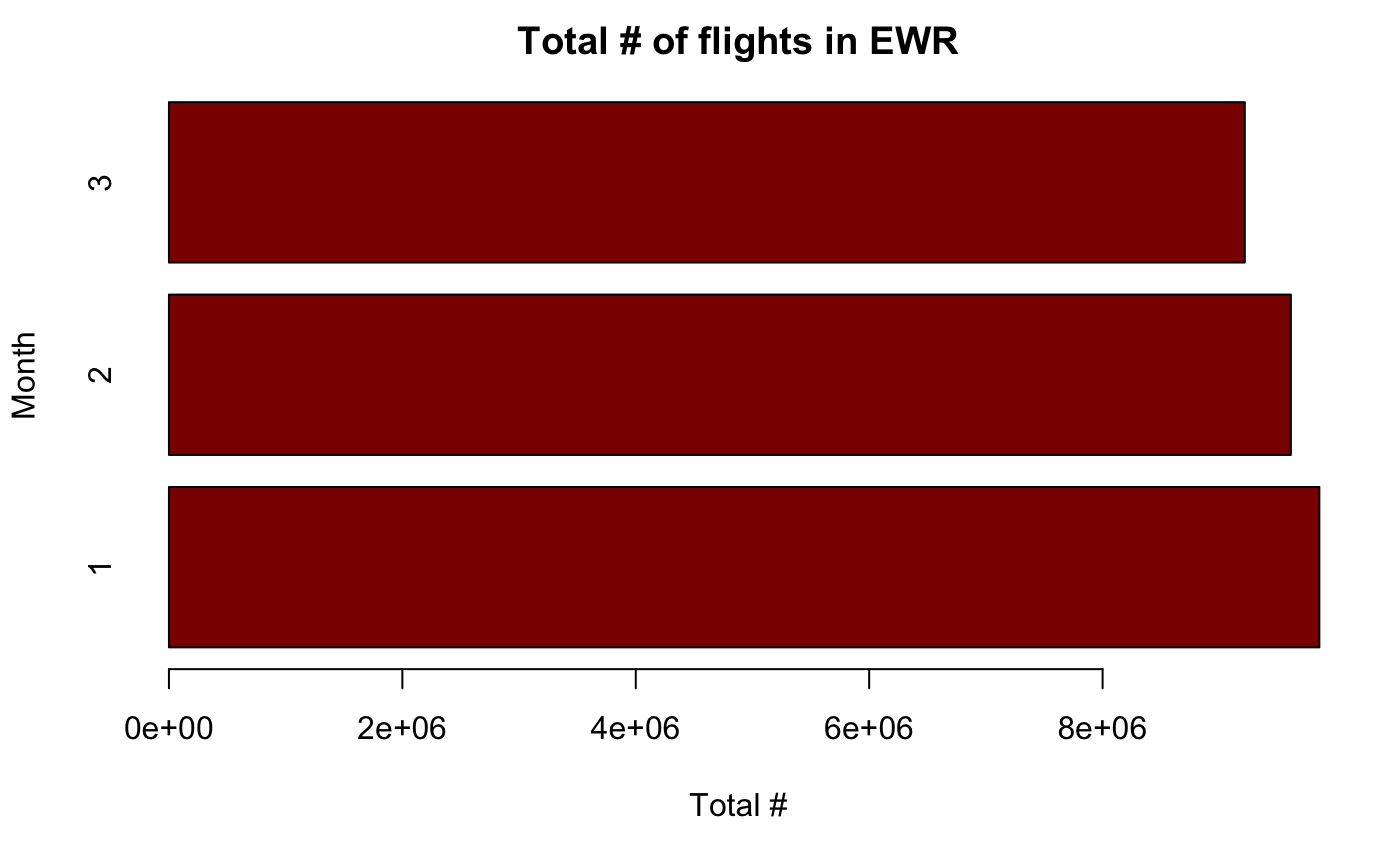 Total # of flights in EWR
3
2
1
Month
0e+00 2e+06 4e+06 6e+06 8e+06
Total #